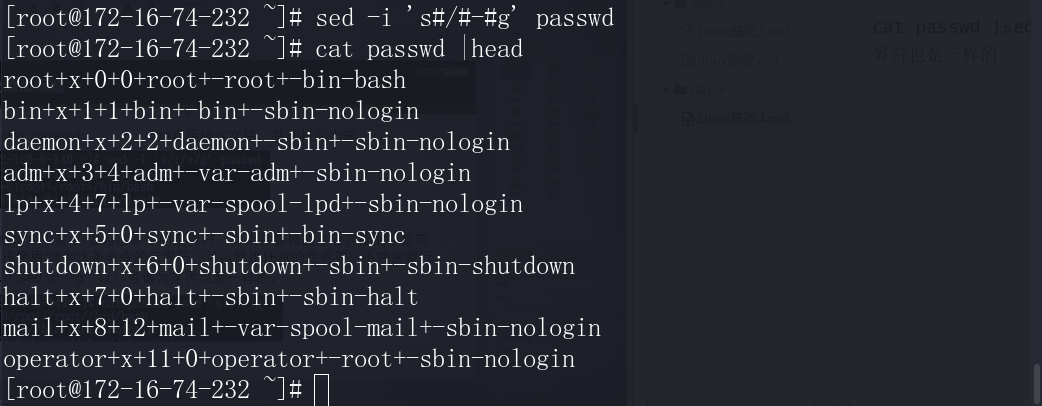 [root@172-16-74-232 ~]# sed -i 's#/#-#g' passwd
[root@172-16-74-232 ~]# cat passwd |head
root+x+0+0+root+-root+-bin-bash
bin+x+1+1+bin+-bin+-sbin-nologin
daemon+x+2+2+daemon+-sbin+-sbin-nologin
adm+x+3+4+adm+-var-adm+-sbin-nologin
lp+x+4+7+lp+-var-spool-lpd+-sbin-nologin
sync+x+5+0+sync+-sbin+-bin-sync
shutdown+x+6+0+shutdown+-sbin+-sbin-shutdown
halt+x+7+0+halt+-sbin+-sbin-halt
mail+x+8+12+mail+-var-spool-mail+-sbin-nologin
operator+x+11+0+operator+-root+-sbin-nologin
[root@172-16-74-232 ~]#
day-5
linux命令.md
day-6
Linux基础4.md
cat passwd |sed
界符也是一样的